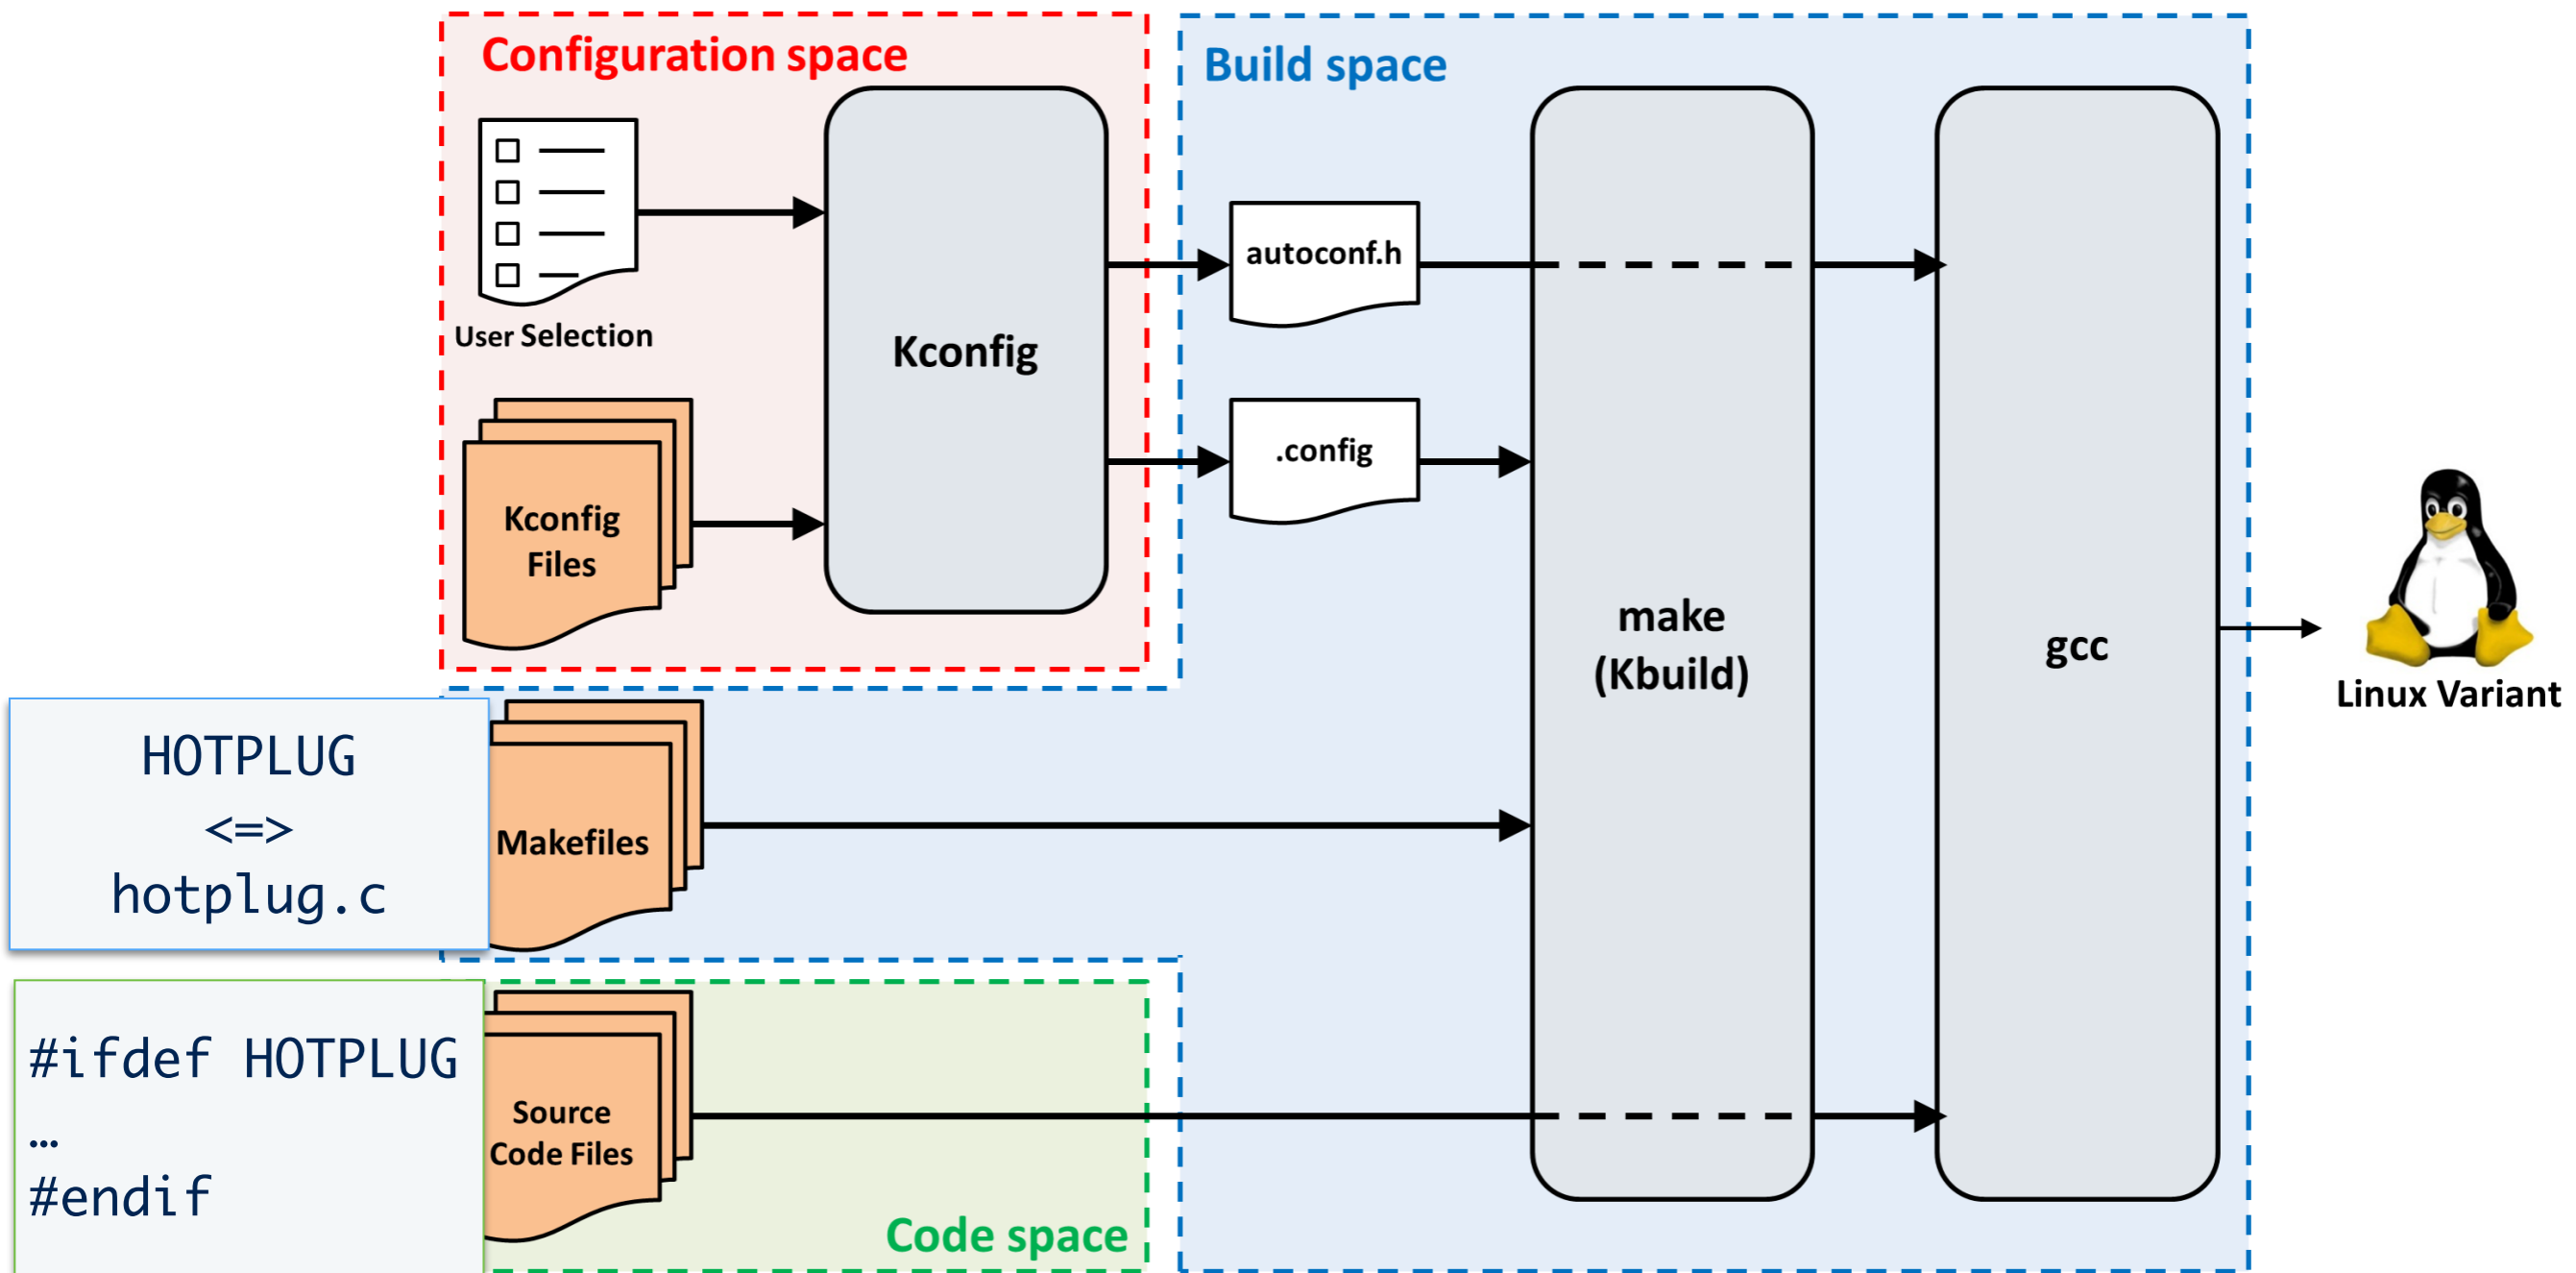 Configuration space
User Selection
Kconfig
Files
Kconfig
Build space
autoconf.h
.config
make
(Kbuild)
gcc
Linux Variant
HOTPLUG
<=>
hotplug.c
Makefiles
#ifdef HOTPLUG
…
#endif
Source
Code Files
Code space